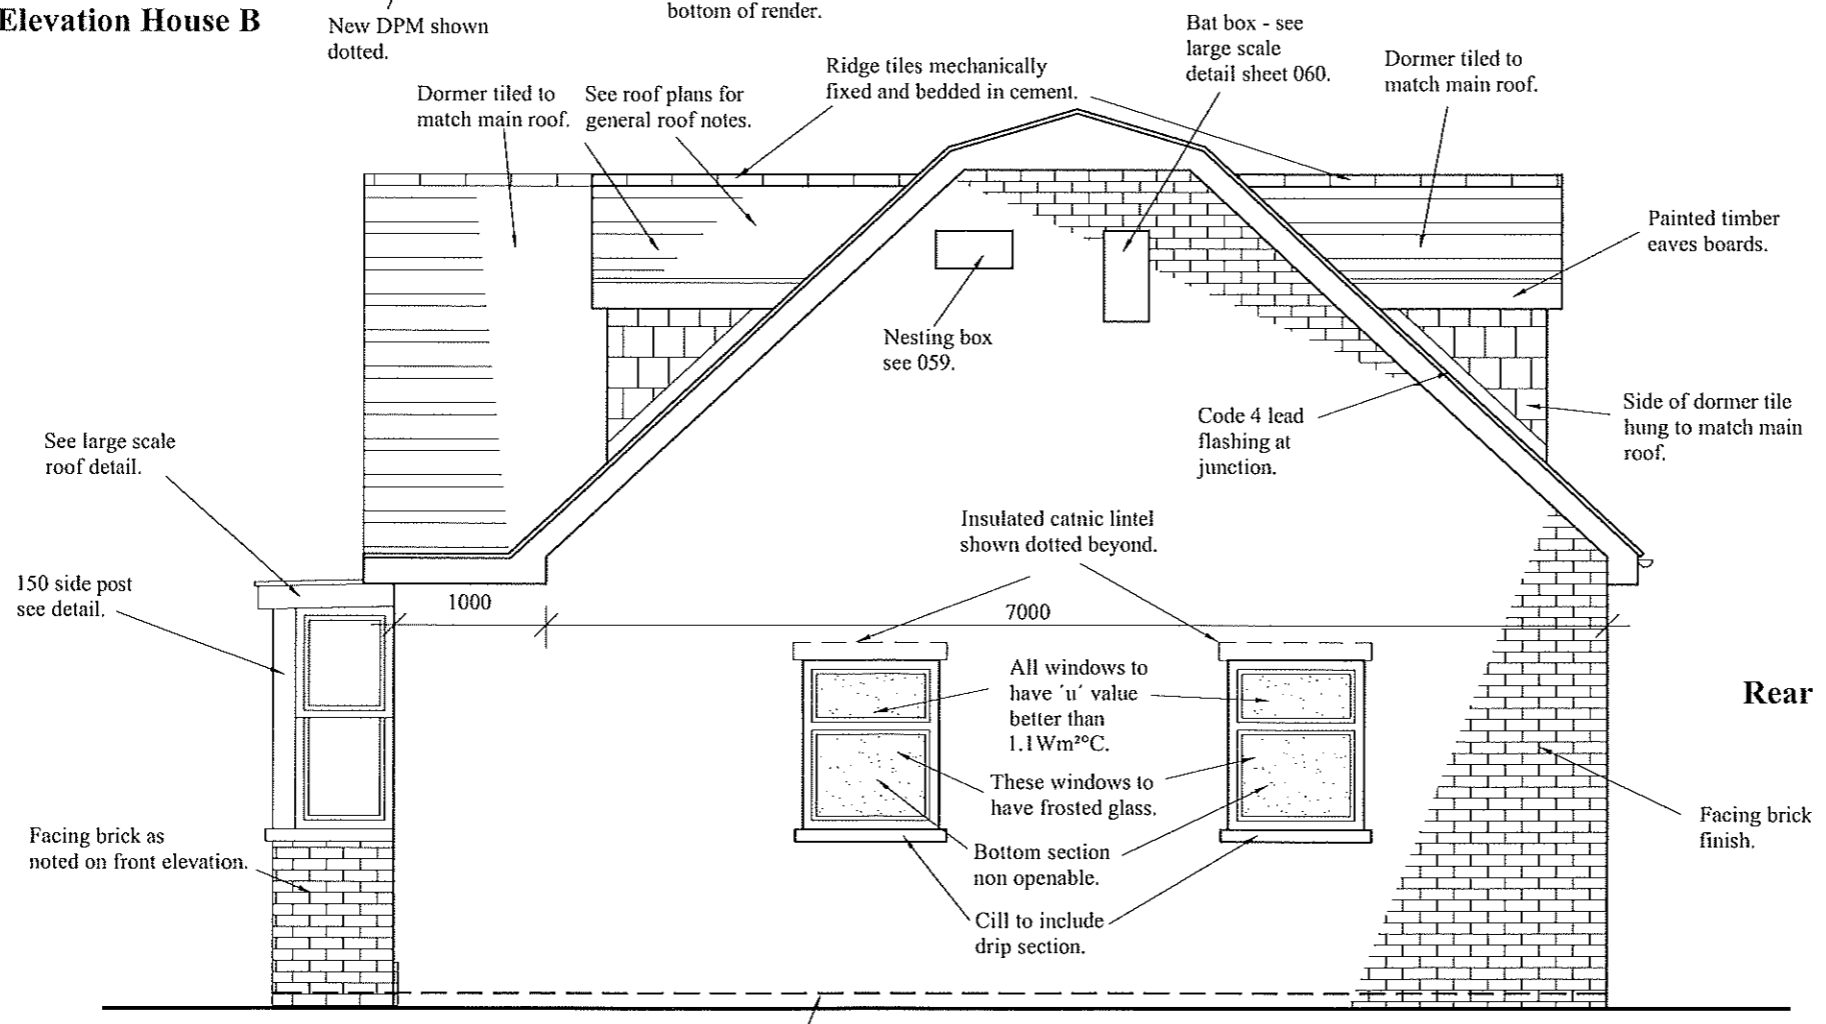 Elevation House B
New DPM shown
dotted.
bottom of render.
Bat box - see
large scale
detail sheet 060.
Dormer tiled to
match main roof.
Ridge tiles mechanically
fixed and bedded in cement.
Dormer tiled to
match main roof.
See roof plans for
general roof notes.
Painted timber
eaves boards.
Nesting box
see 059.
Code 4 lead
flashing at
junction.
Side of dormer tile
hung to match main
roof.
See large scale
roof detail.
Insulated catnic lintel
shown dotted beyond.
150 side post
see detail.
1000
7000
All windows to
have 'u' value
better than
1.1Wm²°C.
Rear
These windows to
have frosted glass.
Facing brick
finish.
Facing brick as
noted on front elevation.
Bottom section
non openable.
Cill to include
drip section.